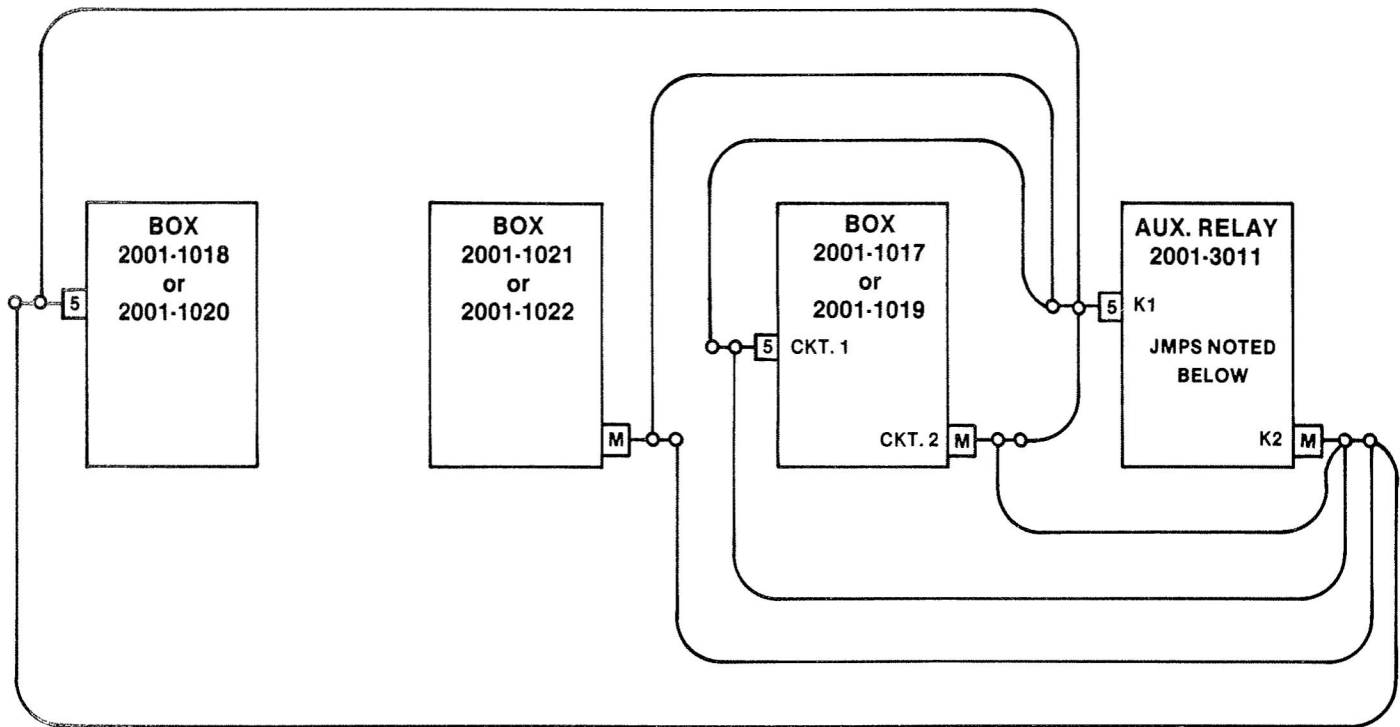 BOX
2001-1018
or
2001-1020
5
BOX
2001-1021
or
2001-1022
M
BOX
2001-1017
or
2001-1019
5
CKT. 1
CKT. 2
M
AUX. RELAY
2001-3011
5
K1
JMPS NOTED
BELOW
K2
M